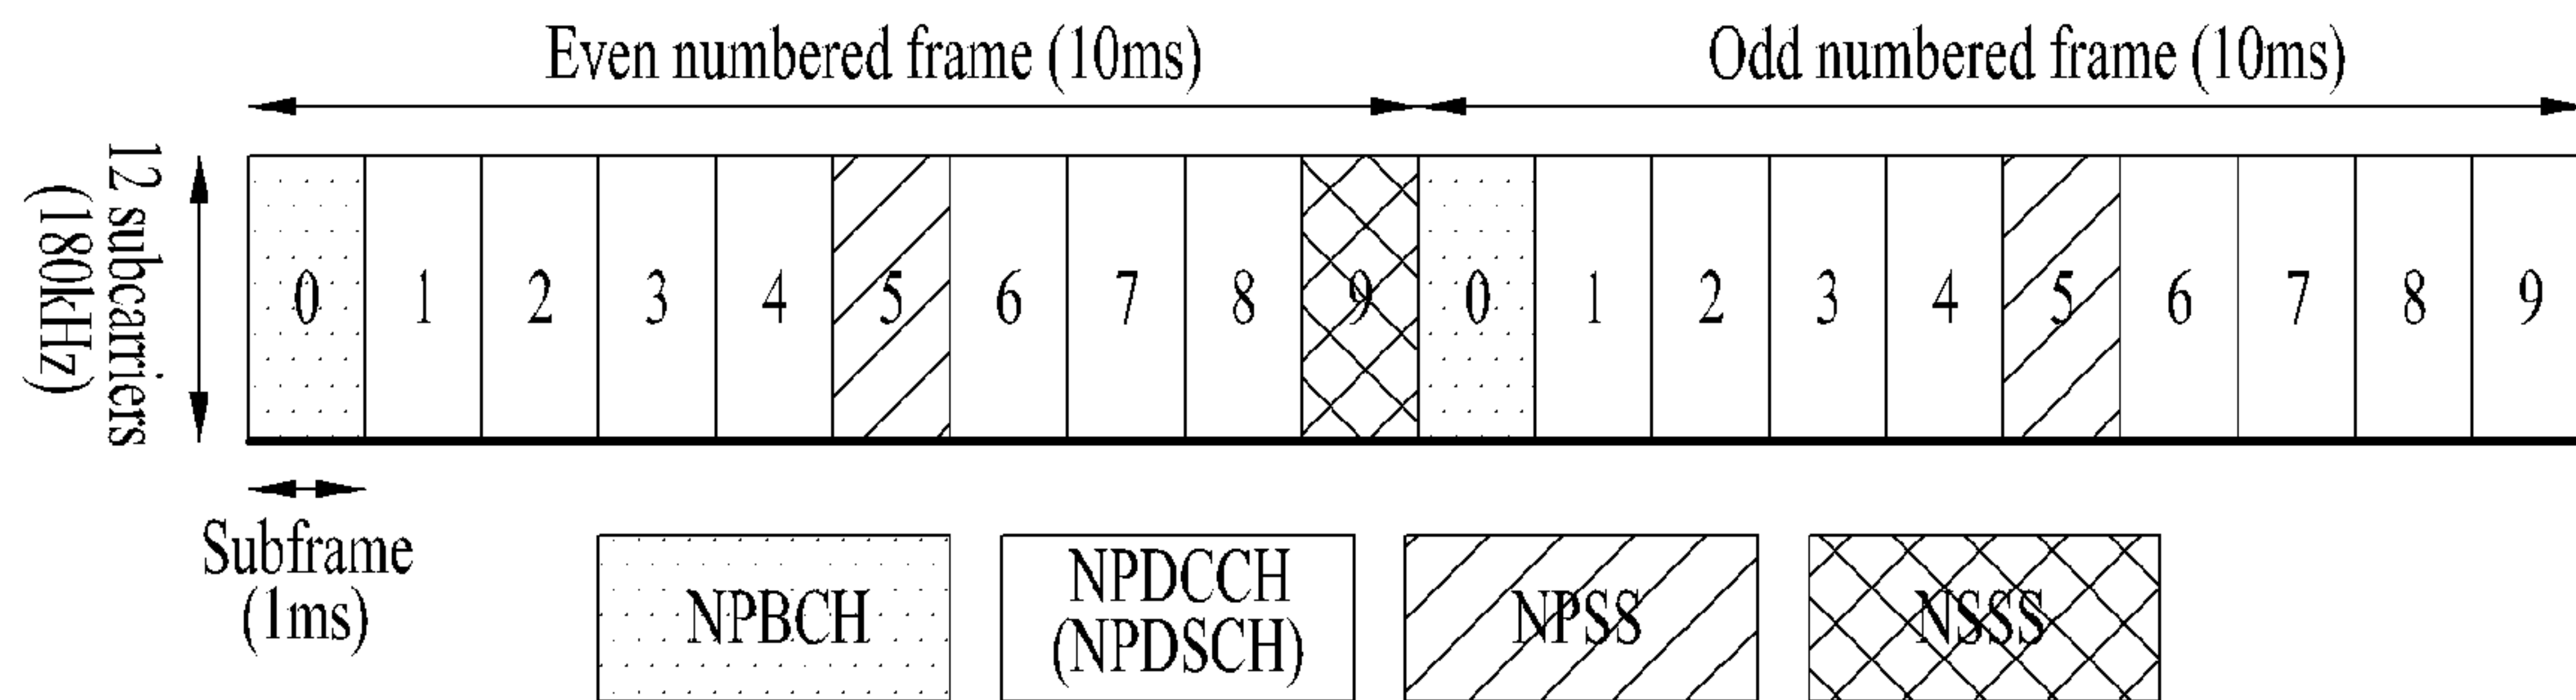 Even numbered frame (10ms) Odd numbered frame (10ms)
12 subcarriers
(180kHz)
0 1 2 3 4 5 6 7 8 9 0 1 2 3 4 5 6 7 8 9
Subframe
(1ms)
NPBCH
NPDCCH
(NPDSCH)
NPSS
NSSS